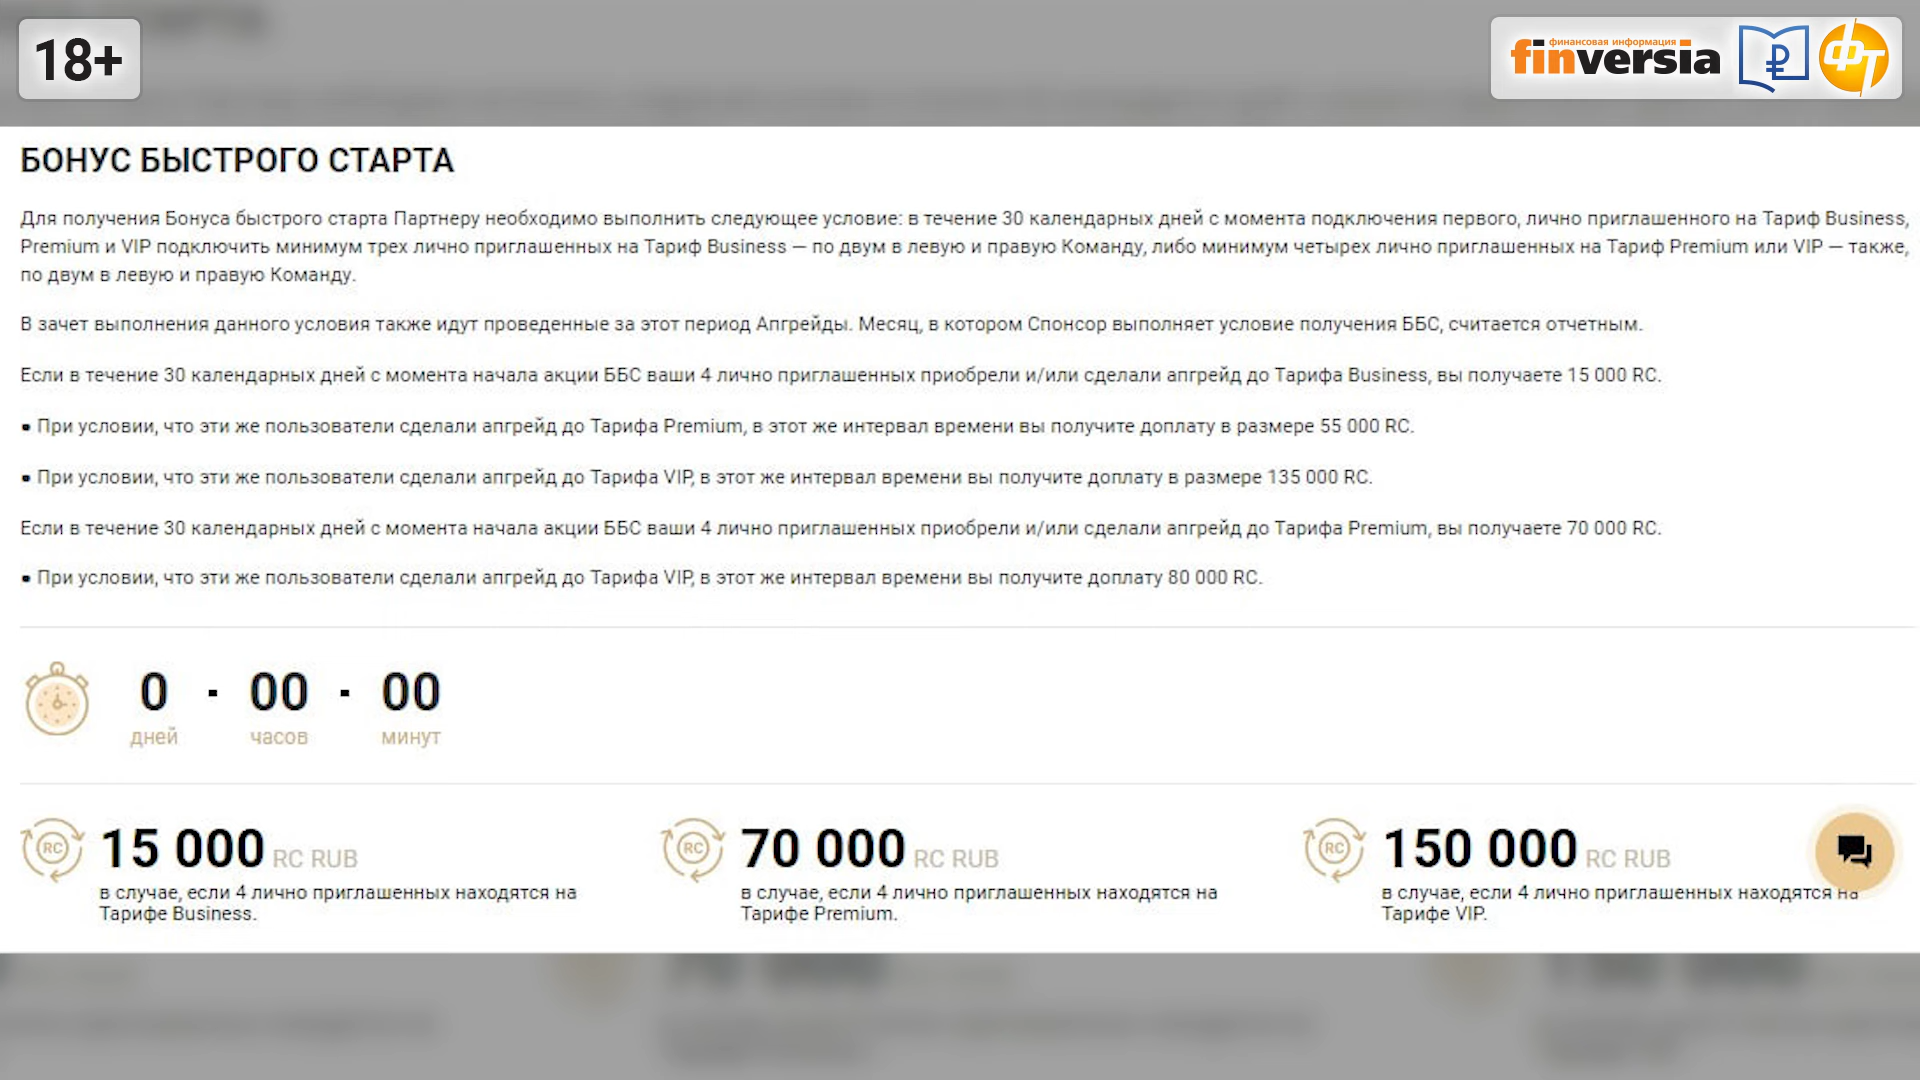 18+
финансовая информация
finversia
ФТ
БОНУС БЫСТРОГО СТАРТА
Для получения Бонуса быстрого старта Партнеру необходимо выполнить следующее условие: в течение 30 календарных дней с момента подключения первого, лично приглашенного на Тариф Business,
Premium и VIP подключить минимум трех лично приглашенных на Тариф Business — по двум в левую и правую Команду, либо минимум четырех лично приглашенных на Тариф Premium или VIP — также,
по двум в левую и правую Команду.
В зачет выполнения данного условия также идут проведенные за этот период Апгрейды. Месяц, в котором Спонсор выполняет условие получения ББС, считается отчетным.
Если в течение 30 календарных дней с момента начала акции ББС ваши 4 лично приглашенных приобрели и/или сделали апгрейд до Тарифа Business, вы получаете 15 000 RC.
• При условии, что эти же пользователи сделали апгрейд до Тарифа Premium, в этот же интервал времени вы получите доплату в размере 55 000 RC.
• При условии, что эти же пользователи сделали апгрейд до Тарифа VIP, в этот же интервал времени вы получите доплату в размере 135 000 RC.
Если в течение 30 календарных дней с момента начала акции ББС ваши 4 лично приглашенных приобрели и/или сделали апгрейд до Тарифа Premium, вы получаете 70 000 RC.
• При условии, что эти же пользователи сделали апгрейд до Тарифа VIP, в этот же интервал времени вы получите доплату 80 000 RC.
0 · 00 · 00
дней часов минут
RC 15 000 RC RUB
в случае, если 4 лично приглашенных находятся на
Тарифе Business.
RC 70 000 RC RUB
в случае, если 4 лично приглашенных находятся на
Тарифе Premium.
RC 150 000 RC RUB
в случае, если 4 лично приглашенных находятся на
Тарифе VIP.